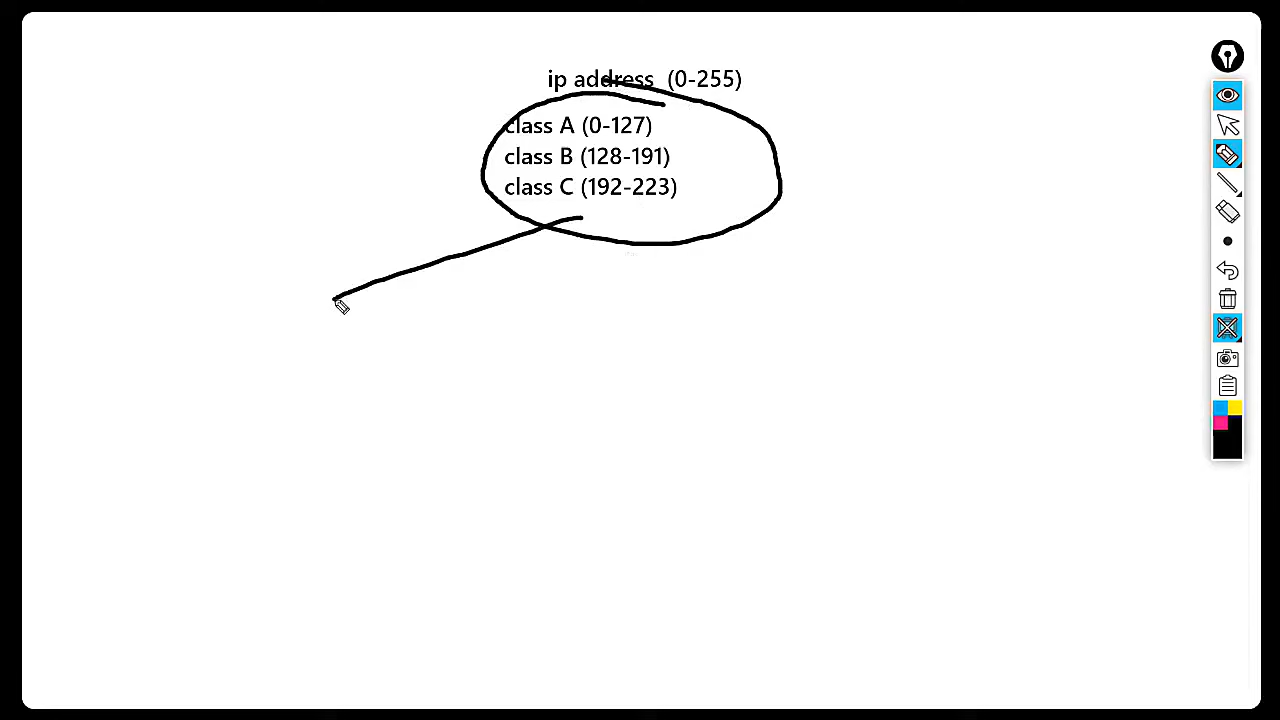 ip address (0-255)
class A (0-127)
class B (128-191)
class C (192-223)